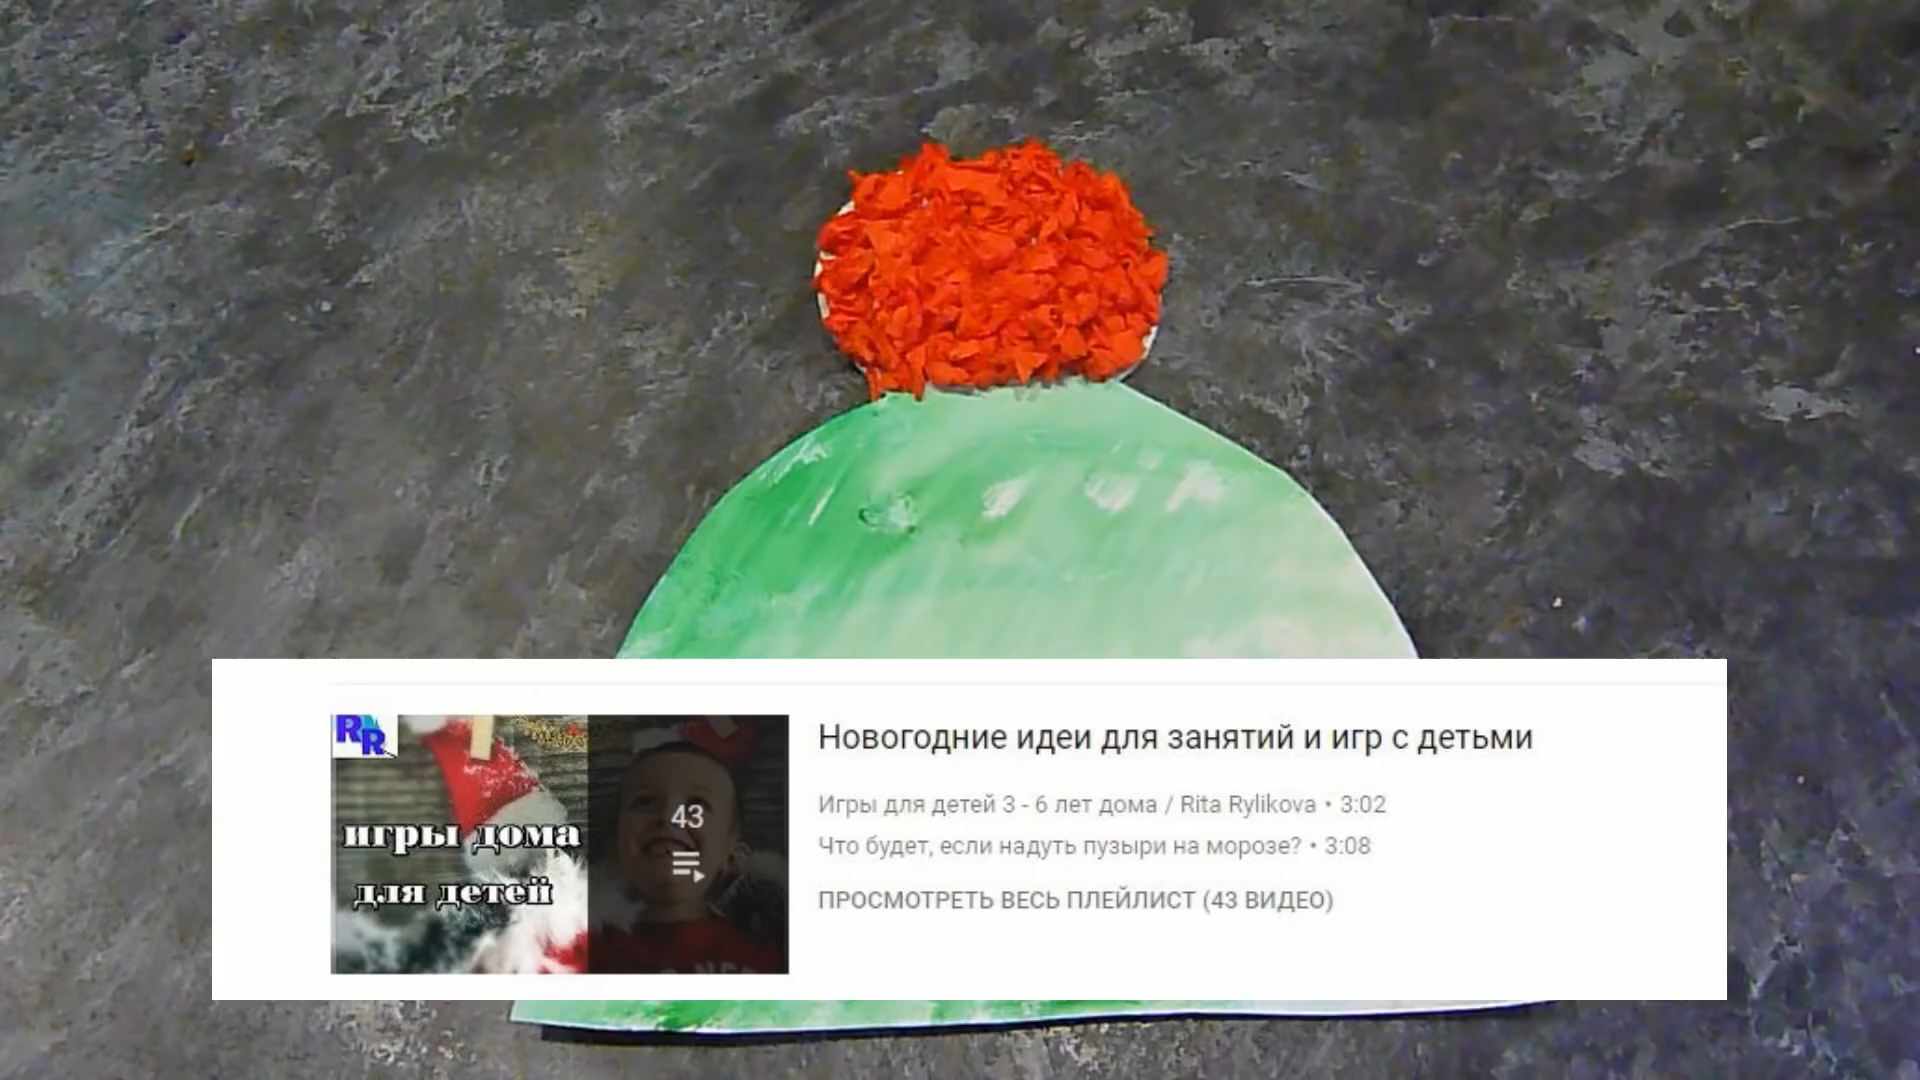 RR
игры дома
для детей
43
Новогодние идеи для занятий и игр с детьми
Игры для детей 3 - 6 лет дома / Rita Rylikova • 3:02
Что будет, если надуть пузыри на морозе? • 3:08
ПРОСМОТРЕТЬ ВЕСЬ ПЛЕЙЛИСТ (43 ВИДЕО)